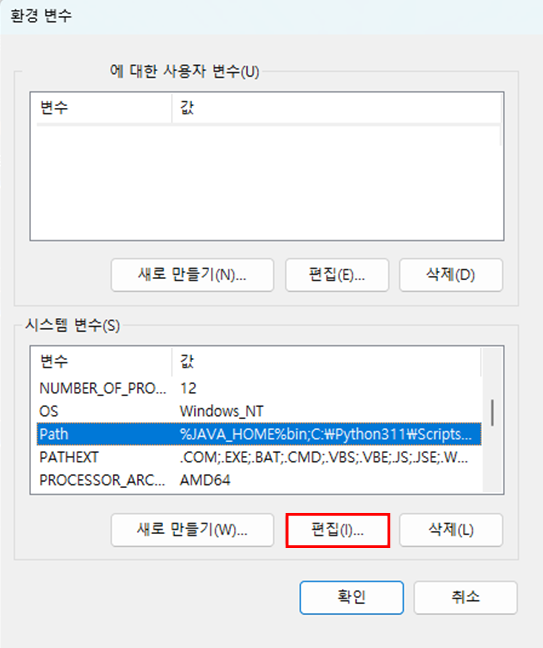 환경 변수
에 대한 사용자 변수(U)
변수 값
새로 만들기(N)... 편집(E)... 삭제(D)
시스템 변수(S)
변수 값
NUMBER_OF_PRO... 12
OS Windows_NT
Path %JAVA_HOME%bin;C:₩Python311₩Scripts...
PATHEXT .COM;.EXE;.BAT;.CMD;.VBS;.VBE;.JS;.JSE;.W...
PROCESSOR_ARC... AMD64
새로 만들기(W)... 편집(I)... 삭제(L)
확인 취소